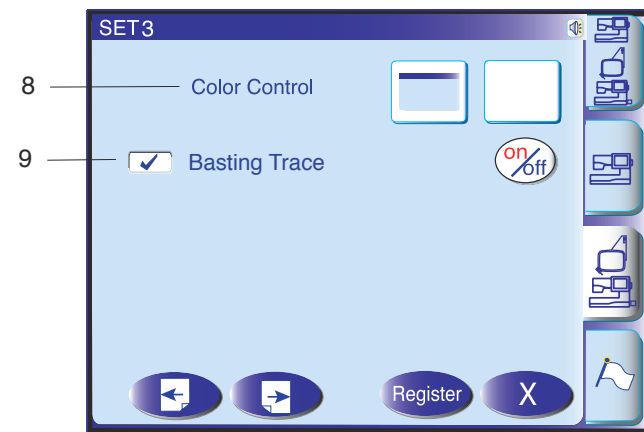 SET3
8 Color Control
9 Basting Trace on/off
Register X